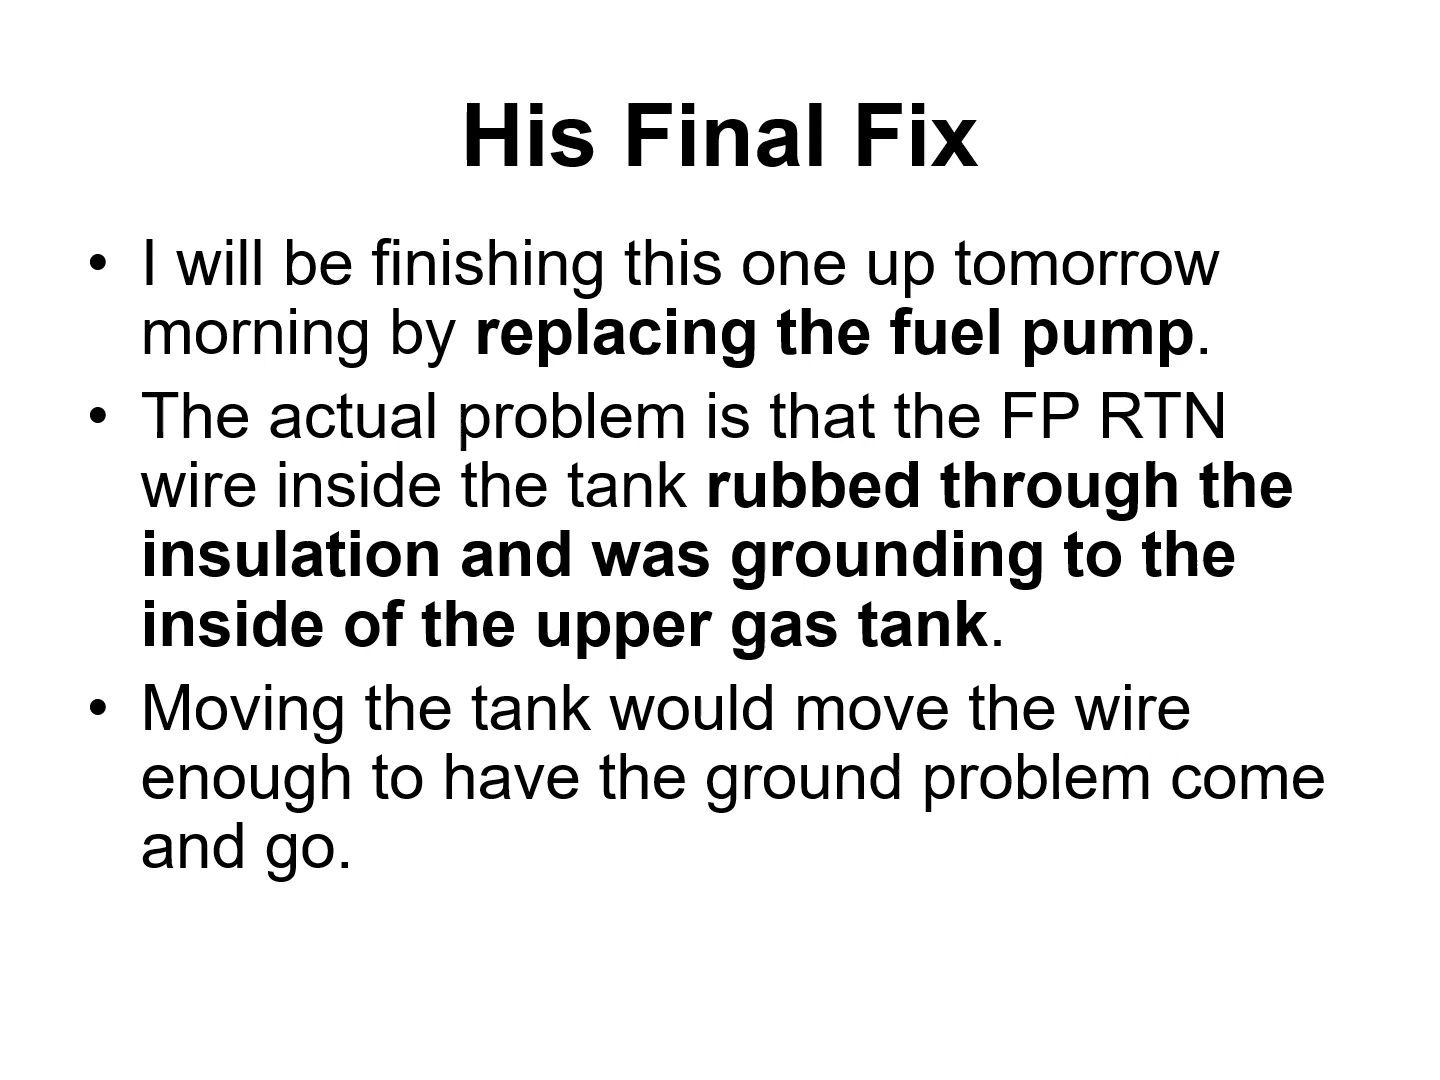 His Final Fix
• I will be finishing this one up tomorrow
morning by replacing the fuel pump.
• The actual problem is that the FP RTN
wire inside the tank rubbed through the
insulation and was grounding to the
inside of the upper gas tank.
• Moving the tank would move the wire
enough to have the ground problem come
and go.